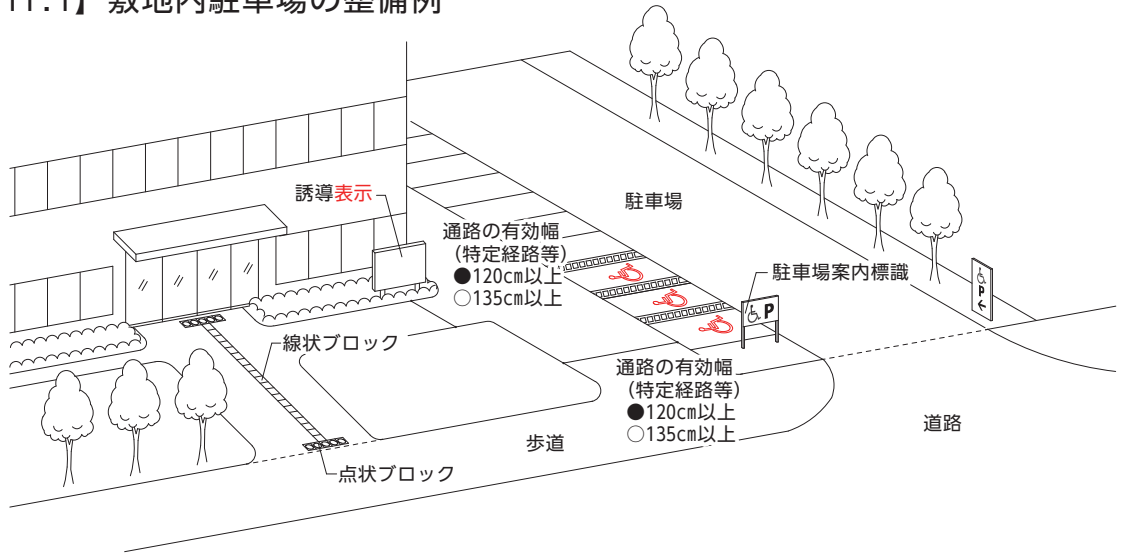 11.1】敷地内駐車場の整備例
誘導表示
駐車場
通路の有効幅
(特定経路等)
●120cm以上
○135cm以上
駐車場案内標識
P
P
←
線状ブロック
通路の有効幅
(特定経路等)
●120cm以上
○135cm以上
道路
歩道
点状ブロック